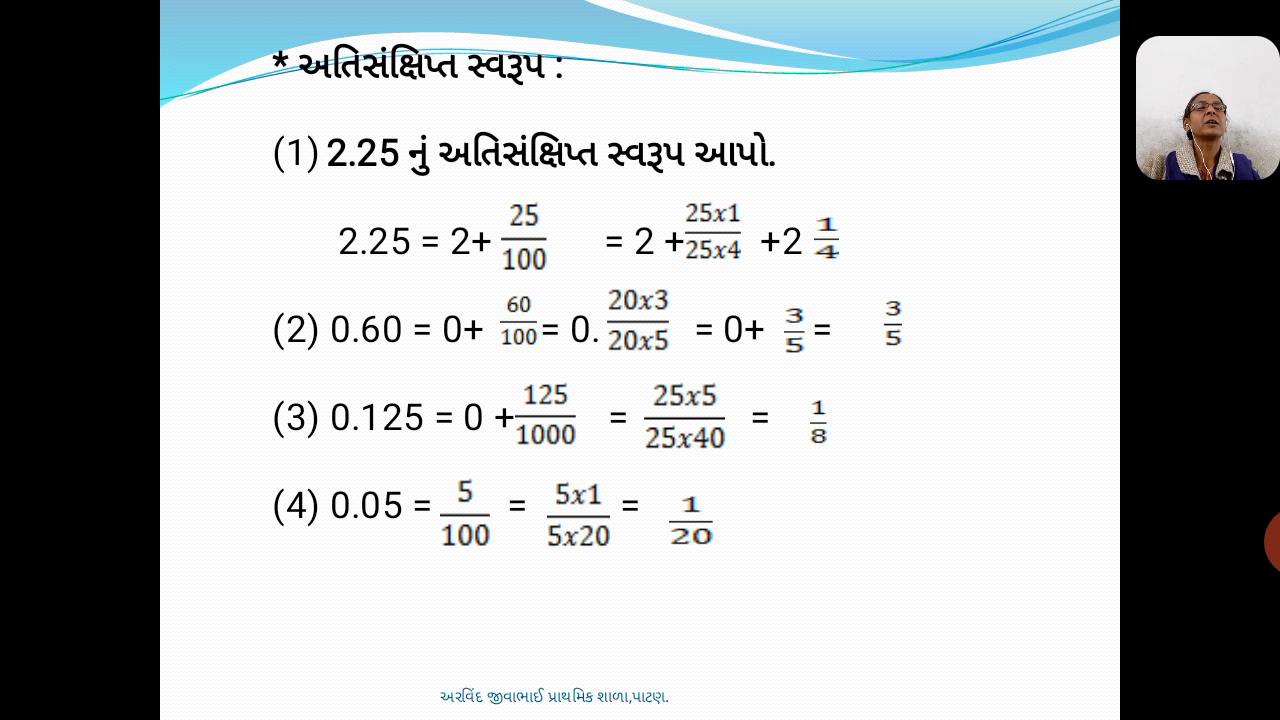 * અતિસંક્ષિપ્ત સ્વરૂપ :
(1) 2.25 નું અતિસંક્ષિપ્ત સ્વરૂપ આપો.
2.25 = 2+ 25/100 = 2 + 25x1/25x4 +2 1/4
(2) 0.60 = 0+ 60/100 = 0. 20x3/20x5 = 0+ 3/5 = 3/5
(3) 0.125 = 0 + 125/1000 = 25x5/25x40 = 1/8
(4) 0.05 = 5/100 = 5x1/5x20 = 1/20
અરવિંદ જીવાભાઈ પ્રાથમિક શાળા,પાટણ.